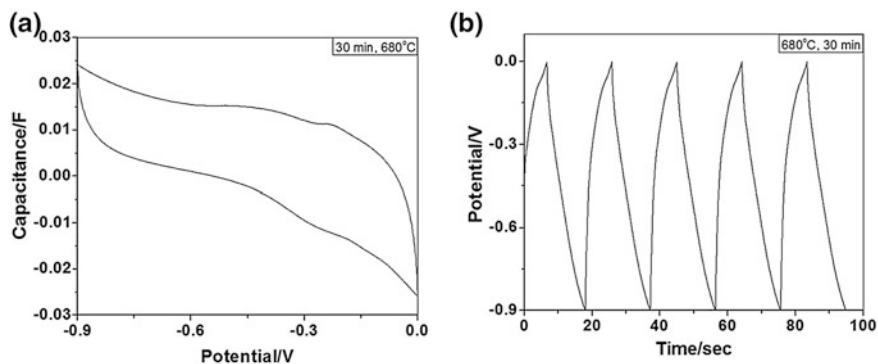 (a)
30 min, 680°C
Capacitance/F
0.03
0.02
0.01
0.00
-0.01
-0.02
-0.03
-0.9
-0.6
-0.3
0.0
Potential/V
(b)
680°C, 30 min
Potential/V
0.0
-0.3
-0.6
-0.9
0
20
40
60
80
100
Time/sec